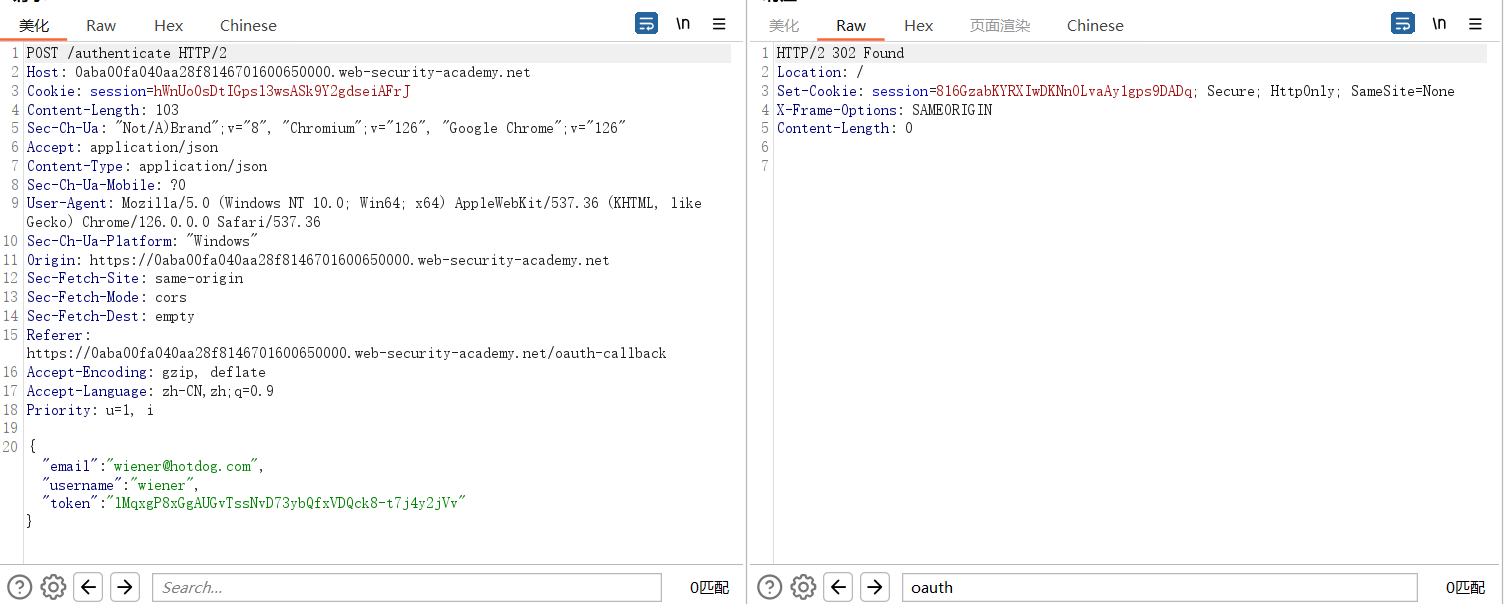 美化 Raw Hex Chinese \n
1 POST /authenticate HTTP/2
2 Host: 0aba00fa040aa28f8146701600650000.web-security-academy.net
3 Cookie: session=hWnUo0sDtIGpsl3wsASk9Y2gdseiAFrJ
4 Content-Length: 103
5 Sec-Ch-Ua: "Not/A)Brand";v="8", "Chromium";v="126", "Google Chrome";v="126"
6 Accept: application/json
7 Content-Type: application/json
8 Sec-Ch-Ua-Mobile: ?0
9 User-Agent: Mozilla/5.0 (Windows NT 10.0; Win64; x64) AppleWebKit/537.36 (KHTML, like
Gecko) Chrome/126.0.0.0 Safari/537.36
10 Sec-Ch-Ua-Platform: "Windows"
11 Origin: https://0aba00fa040aa28f8146701600650000.web-security-academy.net
12 Sec-Fetch-Site: same-origin
13 Sec-Fetch-Mode: cors
14 Sec-Fetch-Dest: empty
15 Referer:
https://0aba00fa040aa28f8146701600650000.web-security-academy.net/oauth-callback
16 Accept-Encoding: gzip, deflate
17 Accept-Language: zh-CN,zh;q=0.9
18 Priority: u=1, i
19
20 {
"email":"wiener@hotdog.com",
"username":"wiener",
"token":"1MqxgP8xGgAUGvTssNvD73ybQfxVDQck8-t7j4y2jVv"
}
Search... 0匹配
美化 Raw Hex 页面渲染 Chinese \n
1 HTTP/2 302 Found
2 Location: /
3 Set-Cookie: session=816GzabKYRXIwDKNn0LvaAy1gps9DADq; Secure; HttpOnly; SameSite=None
4 X-Frame-Options: SAMEORIGIN
5 Content-Length: 0
6
7
oauth 0匹配